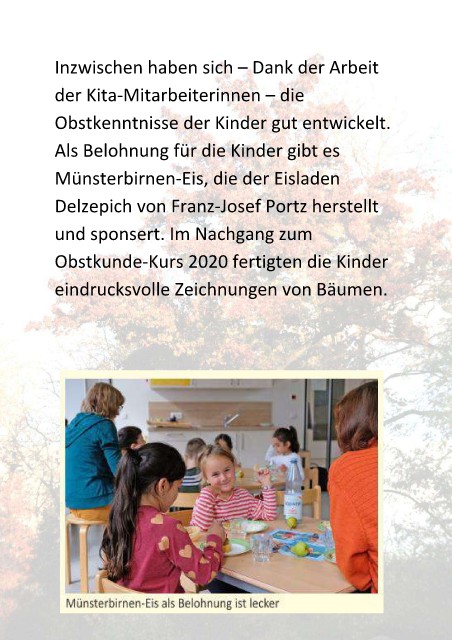 Inzwischen haben sich – Dank der Arbeit
der Kita-Mitarbeiterinnen – die
Obstkenntnisse der Kinder gut entwickelt.
Als Belohnung für die Kinder gibt es
Münsterbirnen-Eis, die der Eisladen
Delzepich von Franz-Josef Portz herstellt
und sponsert. Im Nachgang zum
Obstkunde-Kurs 2020 fertigten die Kinder
eindrucksvolle Zeichnungen von Bäumen.
Münsterbirnen-Eis als Belohnung ist lecker